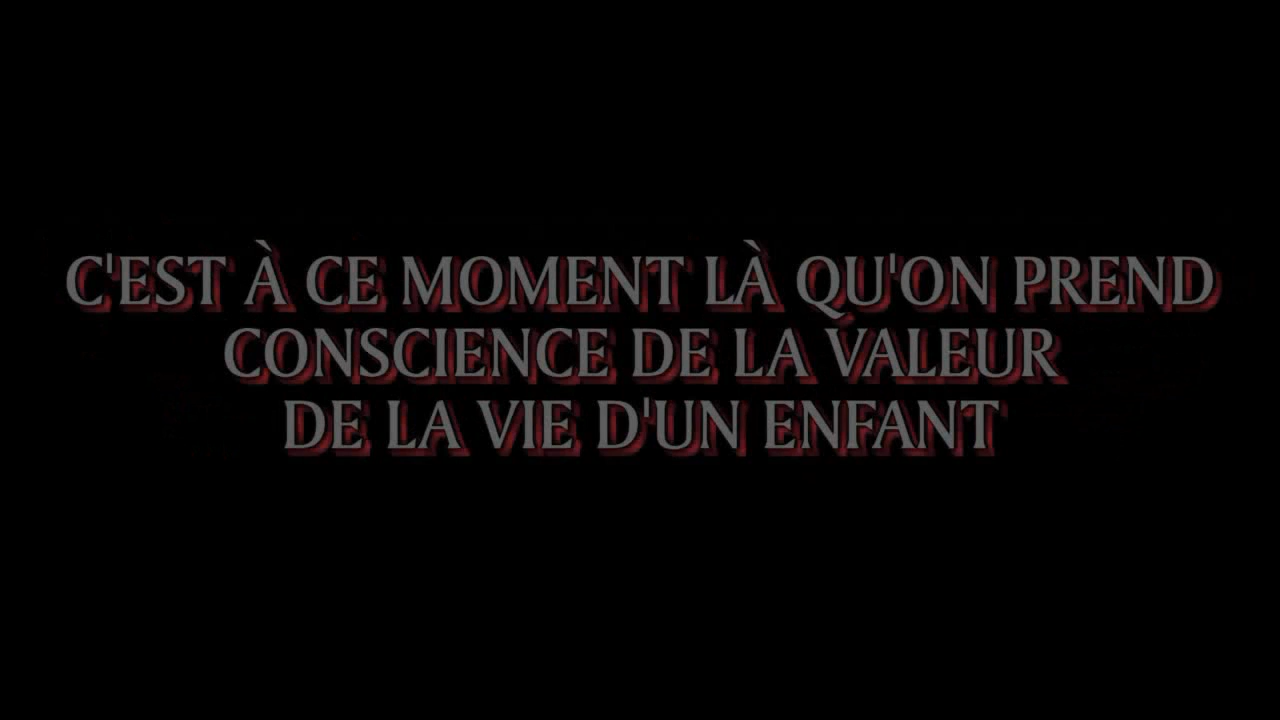 C'EST À CE MOMENT LÀ QU'ON PREND
CONSCIENCE DE LA VALEUR
DE LA VIE D'UN ENFANT